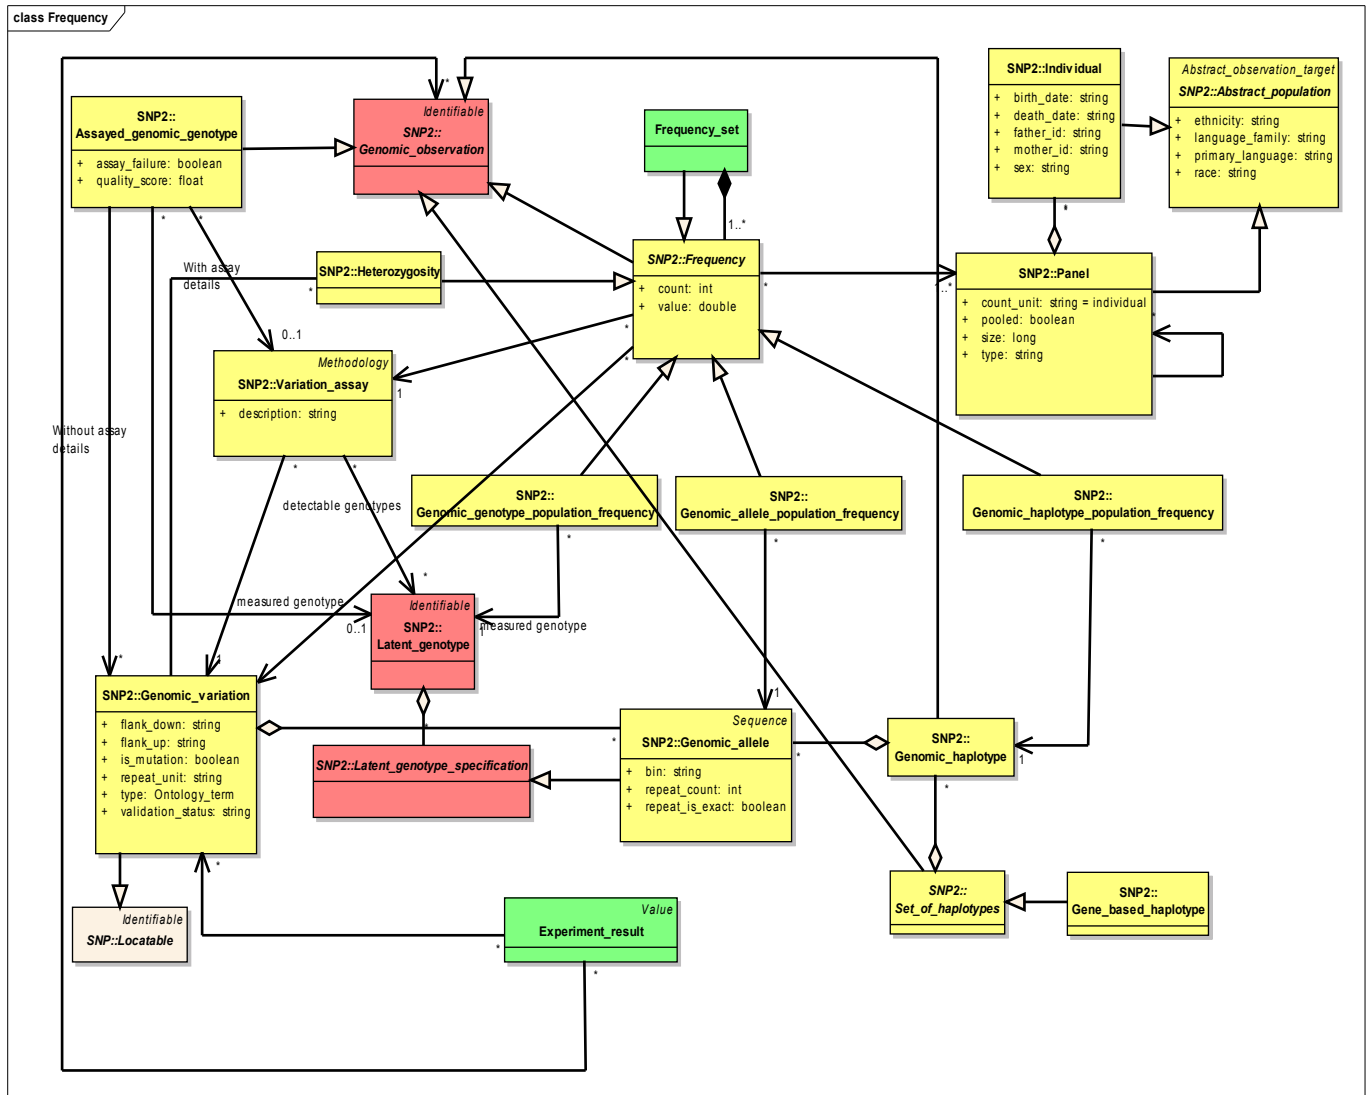 class Frequency
SNP2::
Assayed_genomic_genotype
+ assay_failure: boolean
+ quality_score: float
Identifiable
SNP2::
Genomic_observation
*
Frequency_set
1..*
SNP2::Individual
+ birth_date: string
+ death_date: string
+ father_id: string
+ mother_id: string
+ sex: string
Abstract_observation_target
SNP2::Abstract_population
+ ethnicity: string
+ language_family: string
+ primary_language: string
+ race: string
*
*
*
With assay
details
0..1
SNP2::Heterozygosity
*
SNP2::Frequency
+ count: int
+ value: double
*
*
*
SNP2::Panel
+ count_unit: string = individual
+ pooled: boolean
+ size: long
+ type: string
*
Methodology
SNP2::Variation_assay
+ description: string
1
*
*
Without assay
details
detectable genotypes
*
SNP2::
Genomic_genotype_population_frequency
*
SNP2::
Genomic_allele_population_frequency
*
SNP2::
Genomic_haplotype_population_frequency
*
measured genotype
0..1
Identifiable
SNP2::
Latent_genotype
1
measured genotype
*
1
SNP2::Genomic_variation
+ flank_down: string
+ flank_up: string
+ is_mutation: boolean
+ repeat_unit: string
+ type: Ontology_term
+ validation_status: string
*
SNP2::Latent_genotype_specification
*
1
Sequence
SNP2::Genomic_allele
+ bin: string
+ repeat_count: int
+ repeat_is_exact: boolean
*
*
SNP2::
Genomic_haplotype
1
*
Identifiable
SNP::Locatable
Value
Experiment_result
*
*
SNP2::
Set_of_haplotypes
SNP2::
Gene_based_haplotype